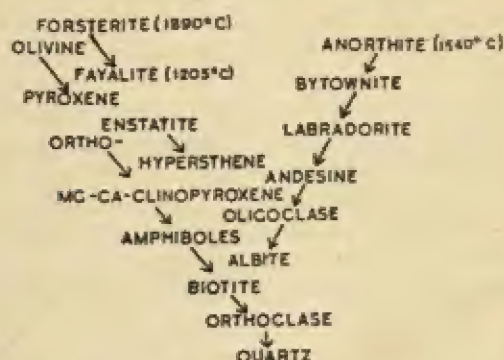 FORSTERITE (1890°C)
OLIVINE
ANORTHITE (1540°C)
FAYALITE (1205°C)
BYTOWNITE
PYROXENE
ENSTATITE
LABRADORITE
ORTHO-
HYPERSTHENE
ANDESINE
MG-CA-CLINOPYROXENE
OLIGOCLASE
AMPHIBOLES
ALBITE
BIOTITE
ORTHOCLASE
QUARTZ